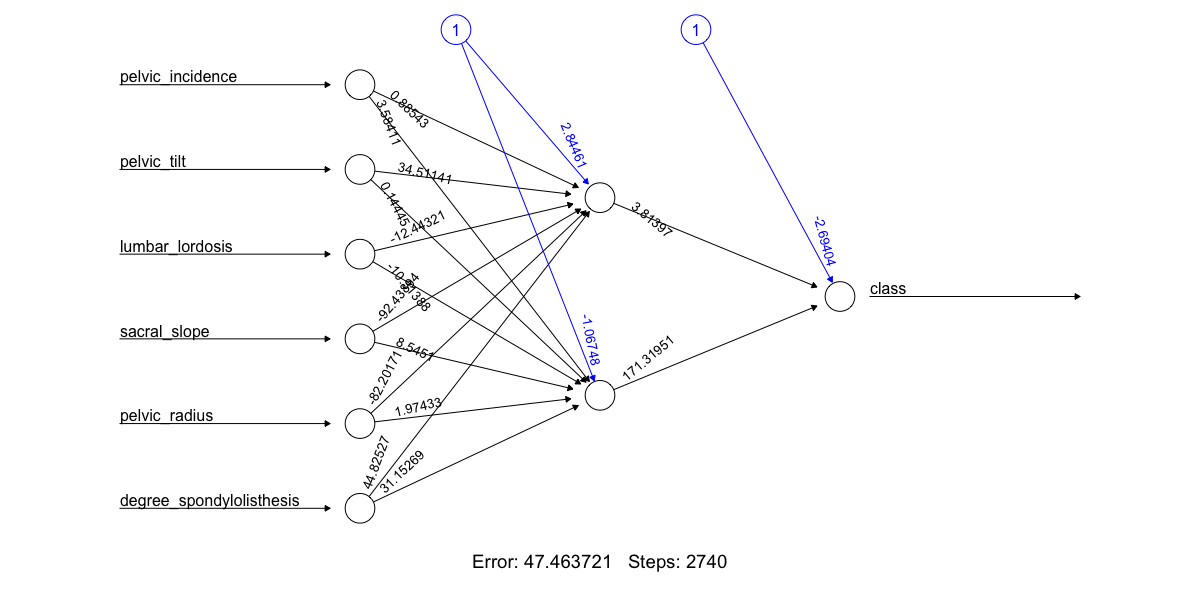 1
1
pelvic_incidence
0.88543
3.58411
2.84461
pelvic_tilt
34.51141
0.14445
3.81397
-2.69404
lumbar_lordosis
-12.44321
class
sacral_slope
8.5451
-1.06748
171.31951
-82.20171
pelvic_radius
1.97433
44.82527
31.15269
degree_spondylolisthesis
Error: 47.463721 Steps: 2740